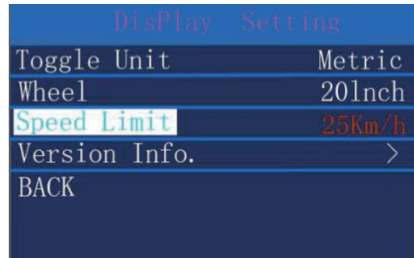 DisPlay Setting
Toggle Unit Metric
Wheel 20lnch
Speed Limit 25Km/h
Version Info. >
BACK